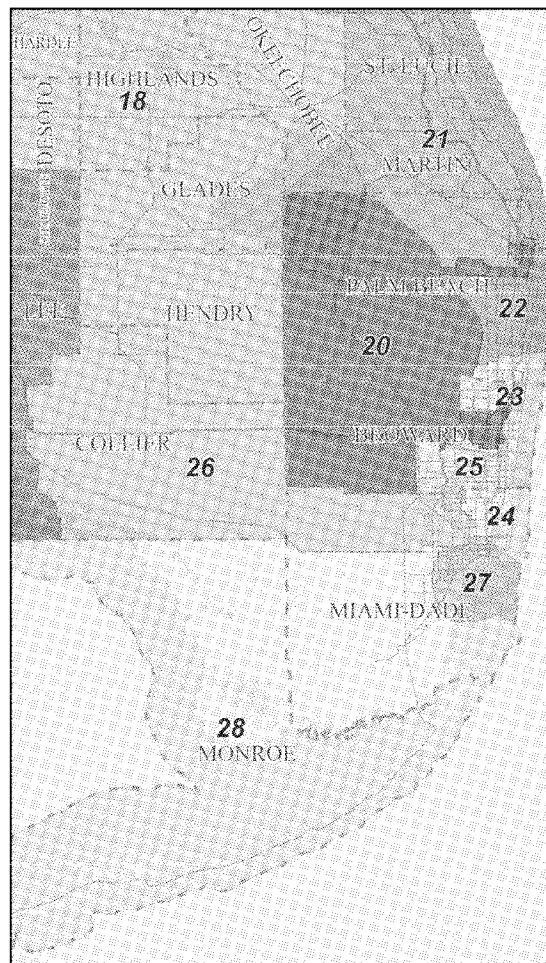 HARDEE
HIGHLANDS
18
DESOTO
OKEECHOBEE
ST. LUCIE
21
MARTIN
GLADES
LEE
HENDRY
PALM BEACH
22
20
23
COLLIER
26
BROWARD
25
24
27
MIAMI-DADE
28
MONROE